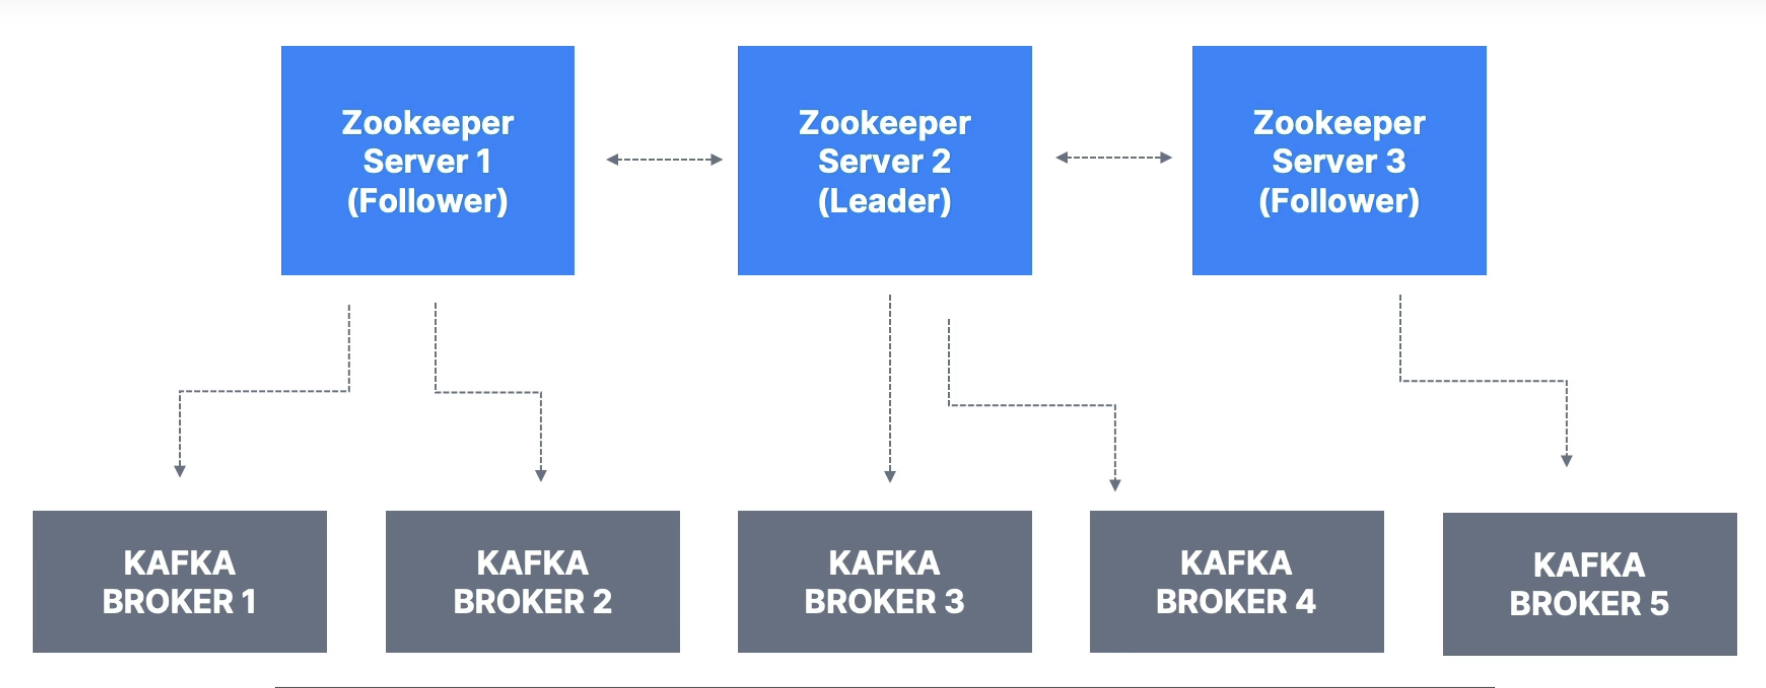 Zookeeper
Server 1
(Follower)
Zookeeper
Server 2
(Leader)
Zookeeper
Server 3
(Follower)
KAFKA
BROKER 1
KAFKA
BROKER 2
KAFKA
BROKER 3
KAFKA
BROKER 4
KAFKA
BROKER 5